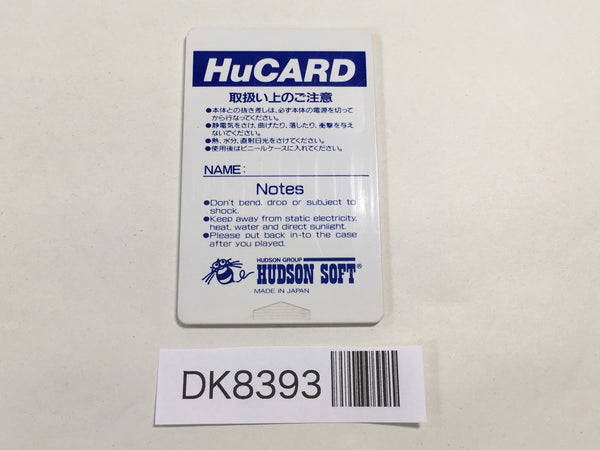 HuCARD
取扱い上のご注意
●本体との抜き差しは、必ず本体の電源を切って
から行なってください。
●静電気をさけ、曲げたり、落したり、衝撃を与え
ないでください。
●熱、水分、直射日光をさけてください。
●使用後はビニールケースに入れてください。
NAME:
Notes
●Don't bend, drop or subject to
shock.
●Keep away from static electricity,
heat, water and direct sunlight.
●Please put back in-to the case
after you played.
HUDSON GROUP
HUDSON SOFT®
MADE IN JAPAN
DK8393